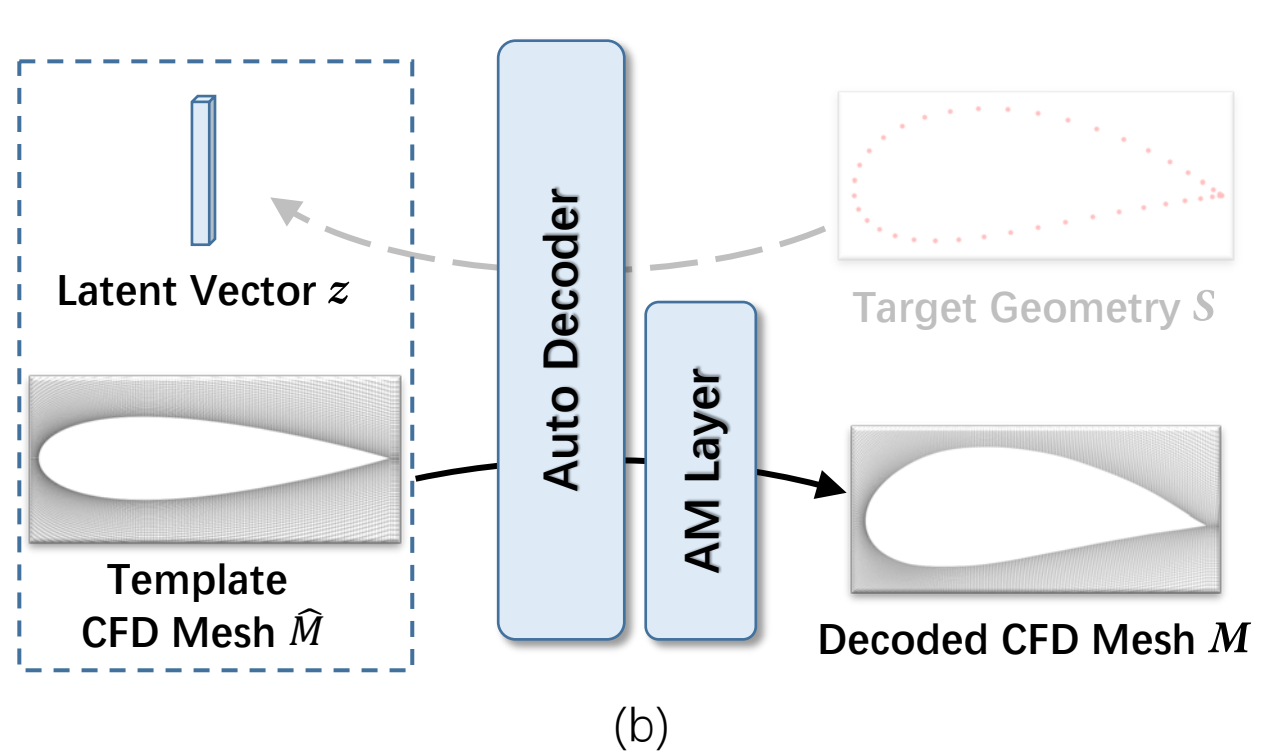 Latent Vector z
Template
CFD Mesh M̂
Auto Decoder
AM Layer
Target Geometry S
Decoded CFD Mesh M
(b)